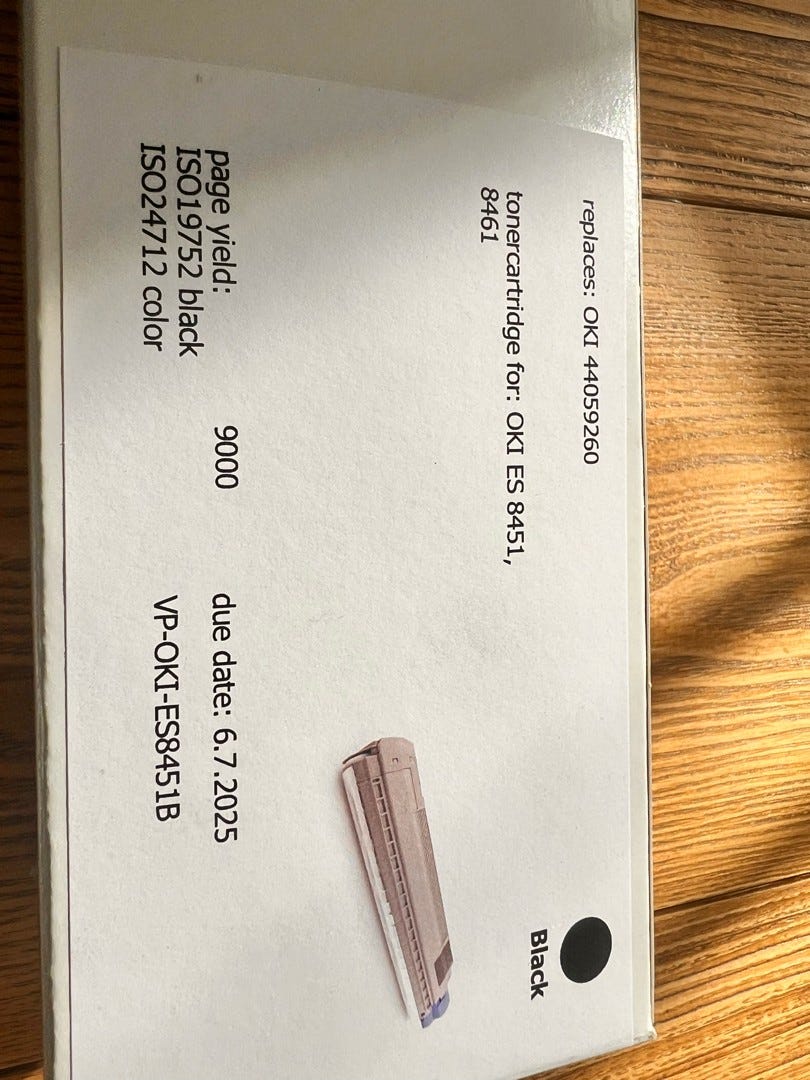 replaces: OKI 44059260
Black
tonercartridge for: OKI ES 8451,
8461
page yield:
ISO19752 black
ISO24712 color
9000
due date: 6.7.2025
VP-OKI-ES8451B